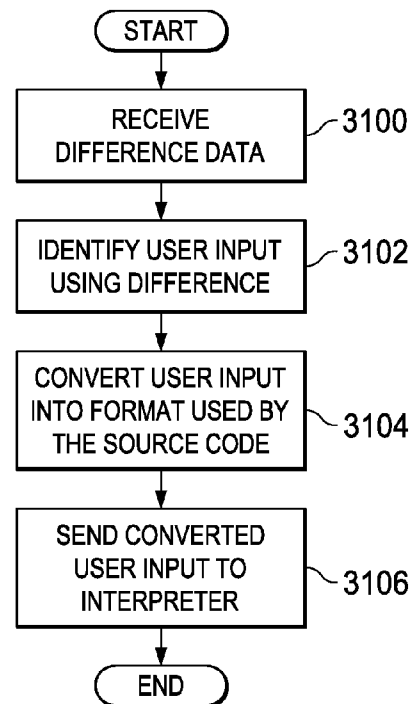 START
RECEIVE
DIFFERENCE DATA
3100
IDENTIFY USER INPUT
USING DIFFERENCE
3102
CONVERT USER INPUT
INTO FORMAT USED BY
THE SOURCE CODE
3104
SEND CONVERTED
USER INPUT TO
INTERPRETER
3106
END